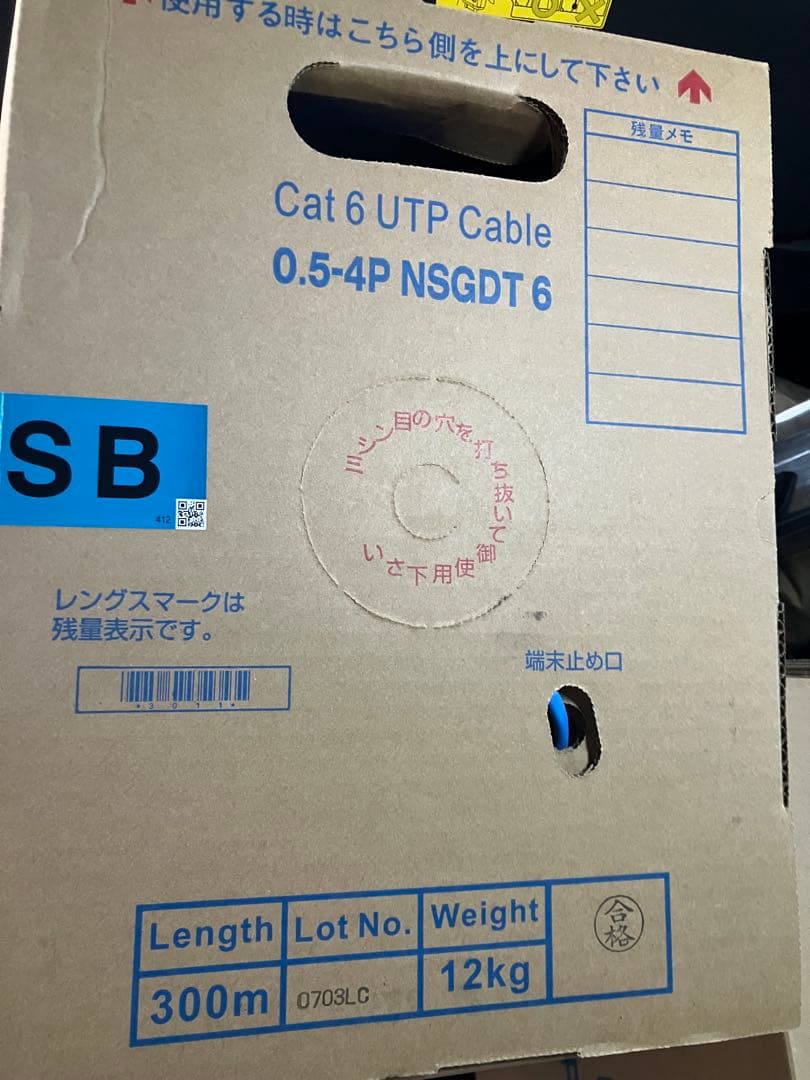 使用する時はこちら側を上にして下さい
残量メモ
Cat 6 UTP Cable
0.5-4P NSGDT 6
ミシン目の穴を打ち抜いて御使用下さい
SB
412
レングスマークは
残量表示です。
*3011*
端末止め口
Length Lot No. Weight
合格
300m 0703LC 12kg